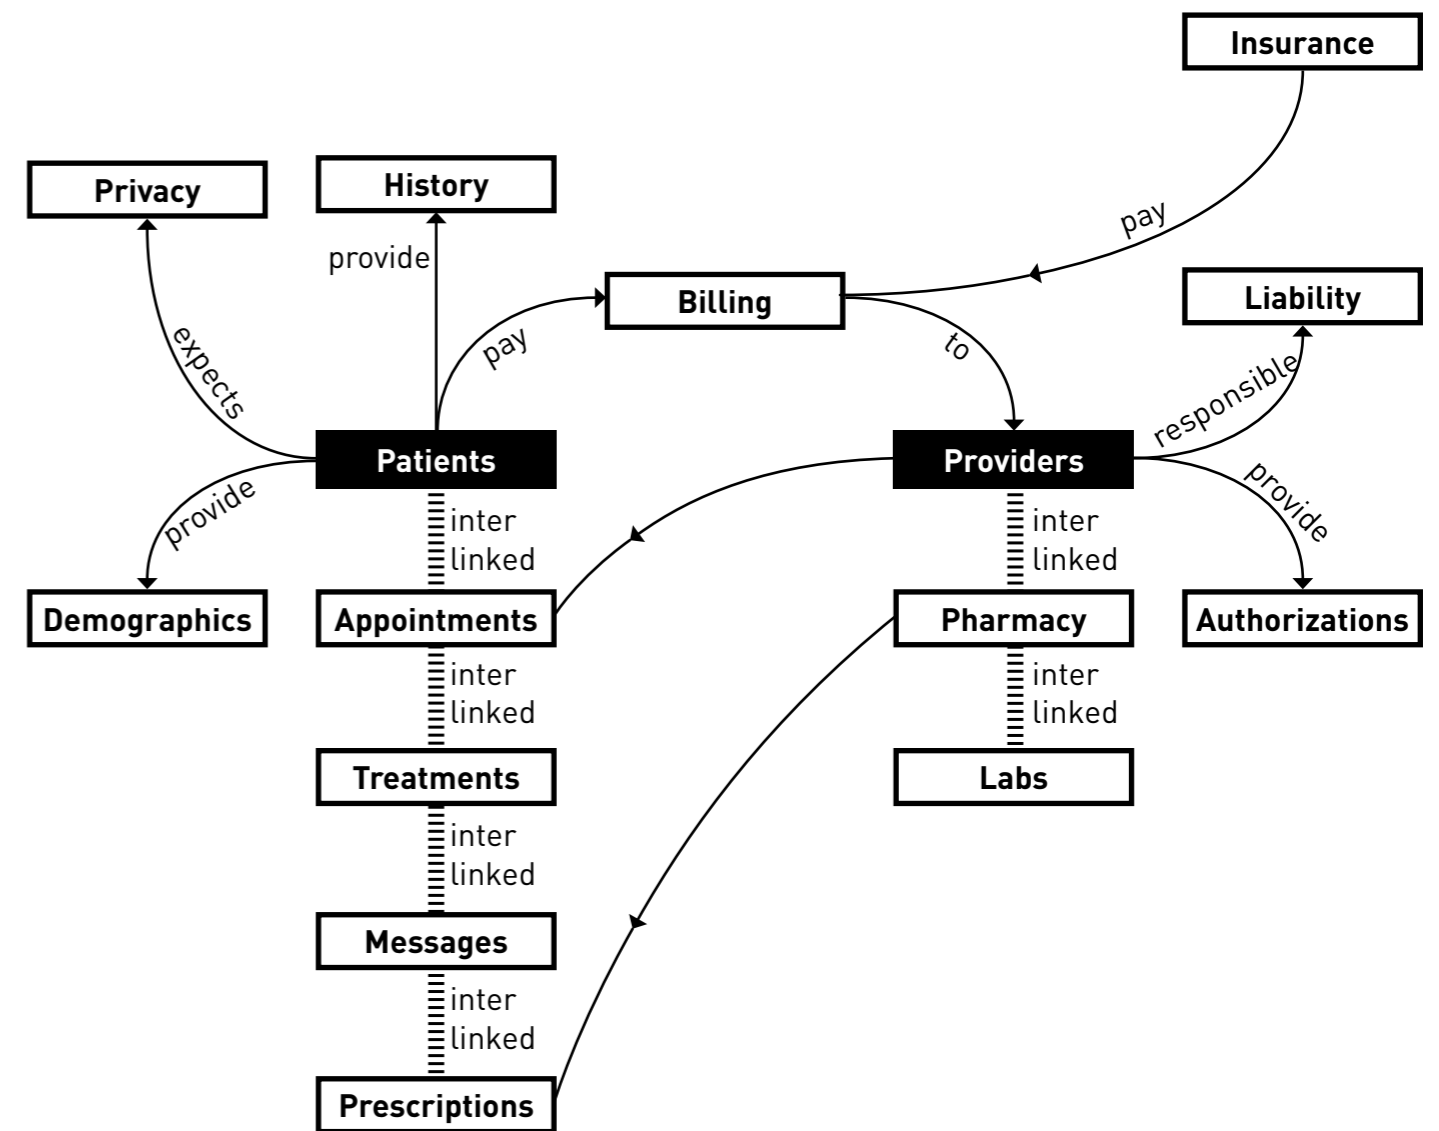 Insurance
Privacy
History
pay
provide
Billing
Liability
pay
to
expects
responsible
Patients
Providers
provide
provide
inter
linked
inter
linked
Demographics
Appointments
Pharmacy
Authorizations
inter
linked
inter
linked
Treatments
Labs
inter
linked
Messages
inter
linked
Prescriptions